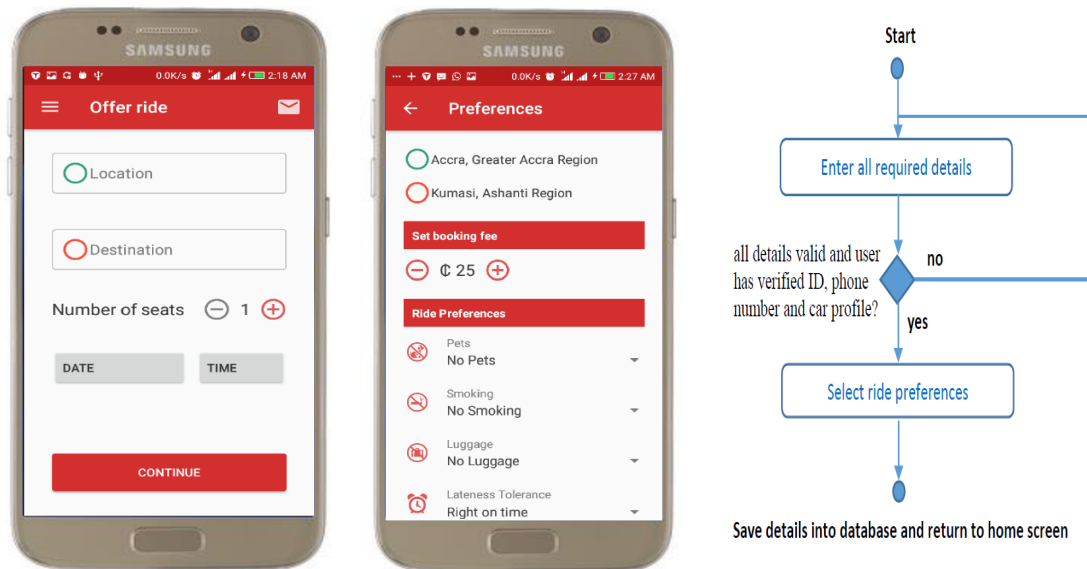 SAMSUNG
0.0K/s 2:18 AM
Offer ride
Location
Destination
Number of seats 1
DATE TIME
CONTINUE
SAMSUNG
... 0.0K/s 2:27 AM
Preferences
Accra, Greater Accra Region
Kumasi, Ashanti Region
Set booking fee
₵ 25
Ride Preferences
Pets
No Pets
Smoking
No Smoking
Luggage
No Luggage
Lateness Tolerance
Right on time
Start
Enter all required details
all details valid and user
has verified ID, phone
number and car profile?
no
yes
Select ride preferences
Save details into database and return to home screen